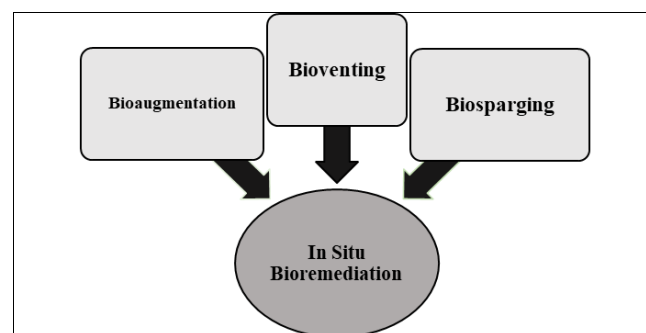 Bioaugmentation
Bioventing
Biosparging
In Situ
Bioremediation